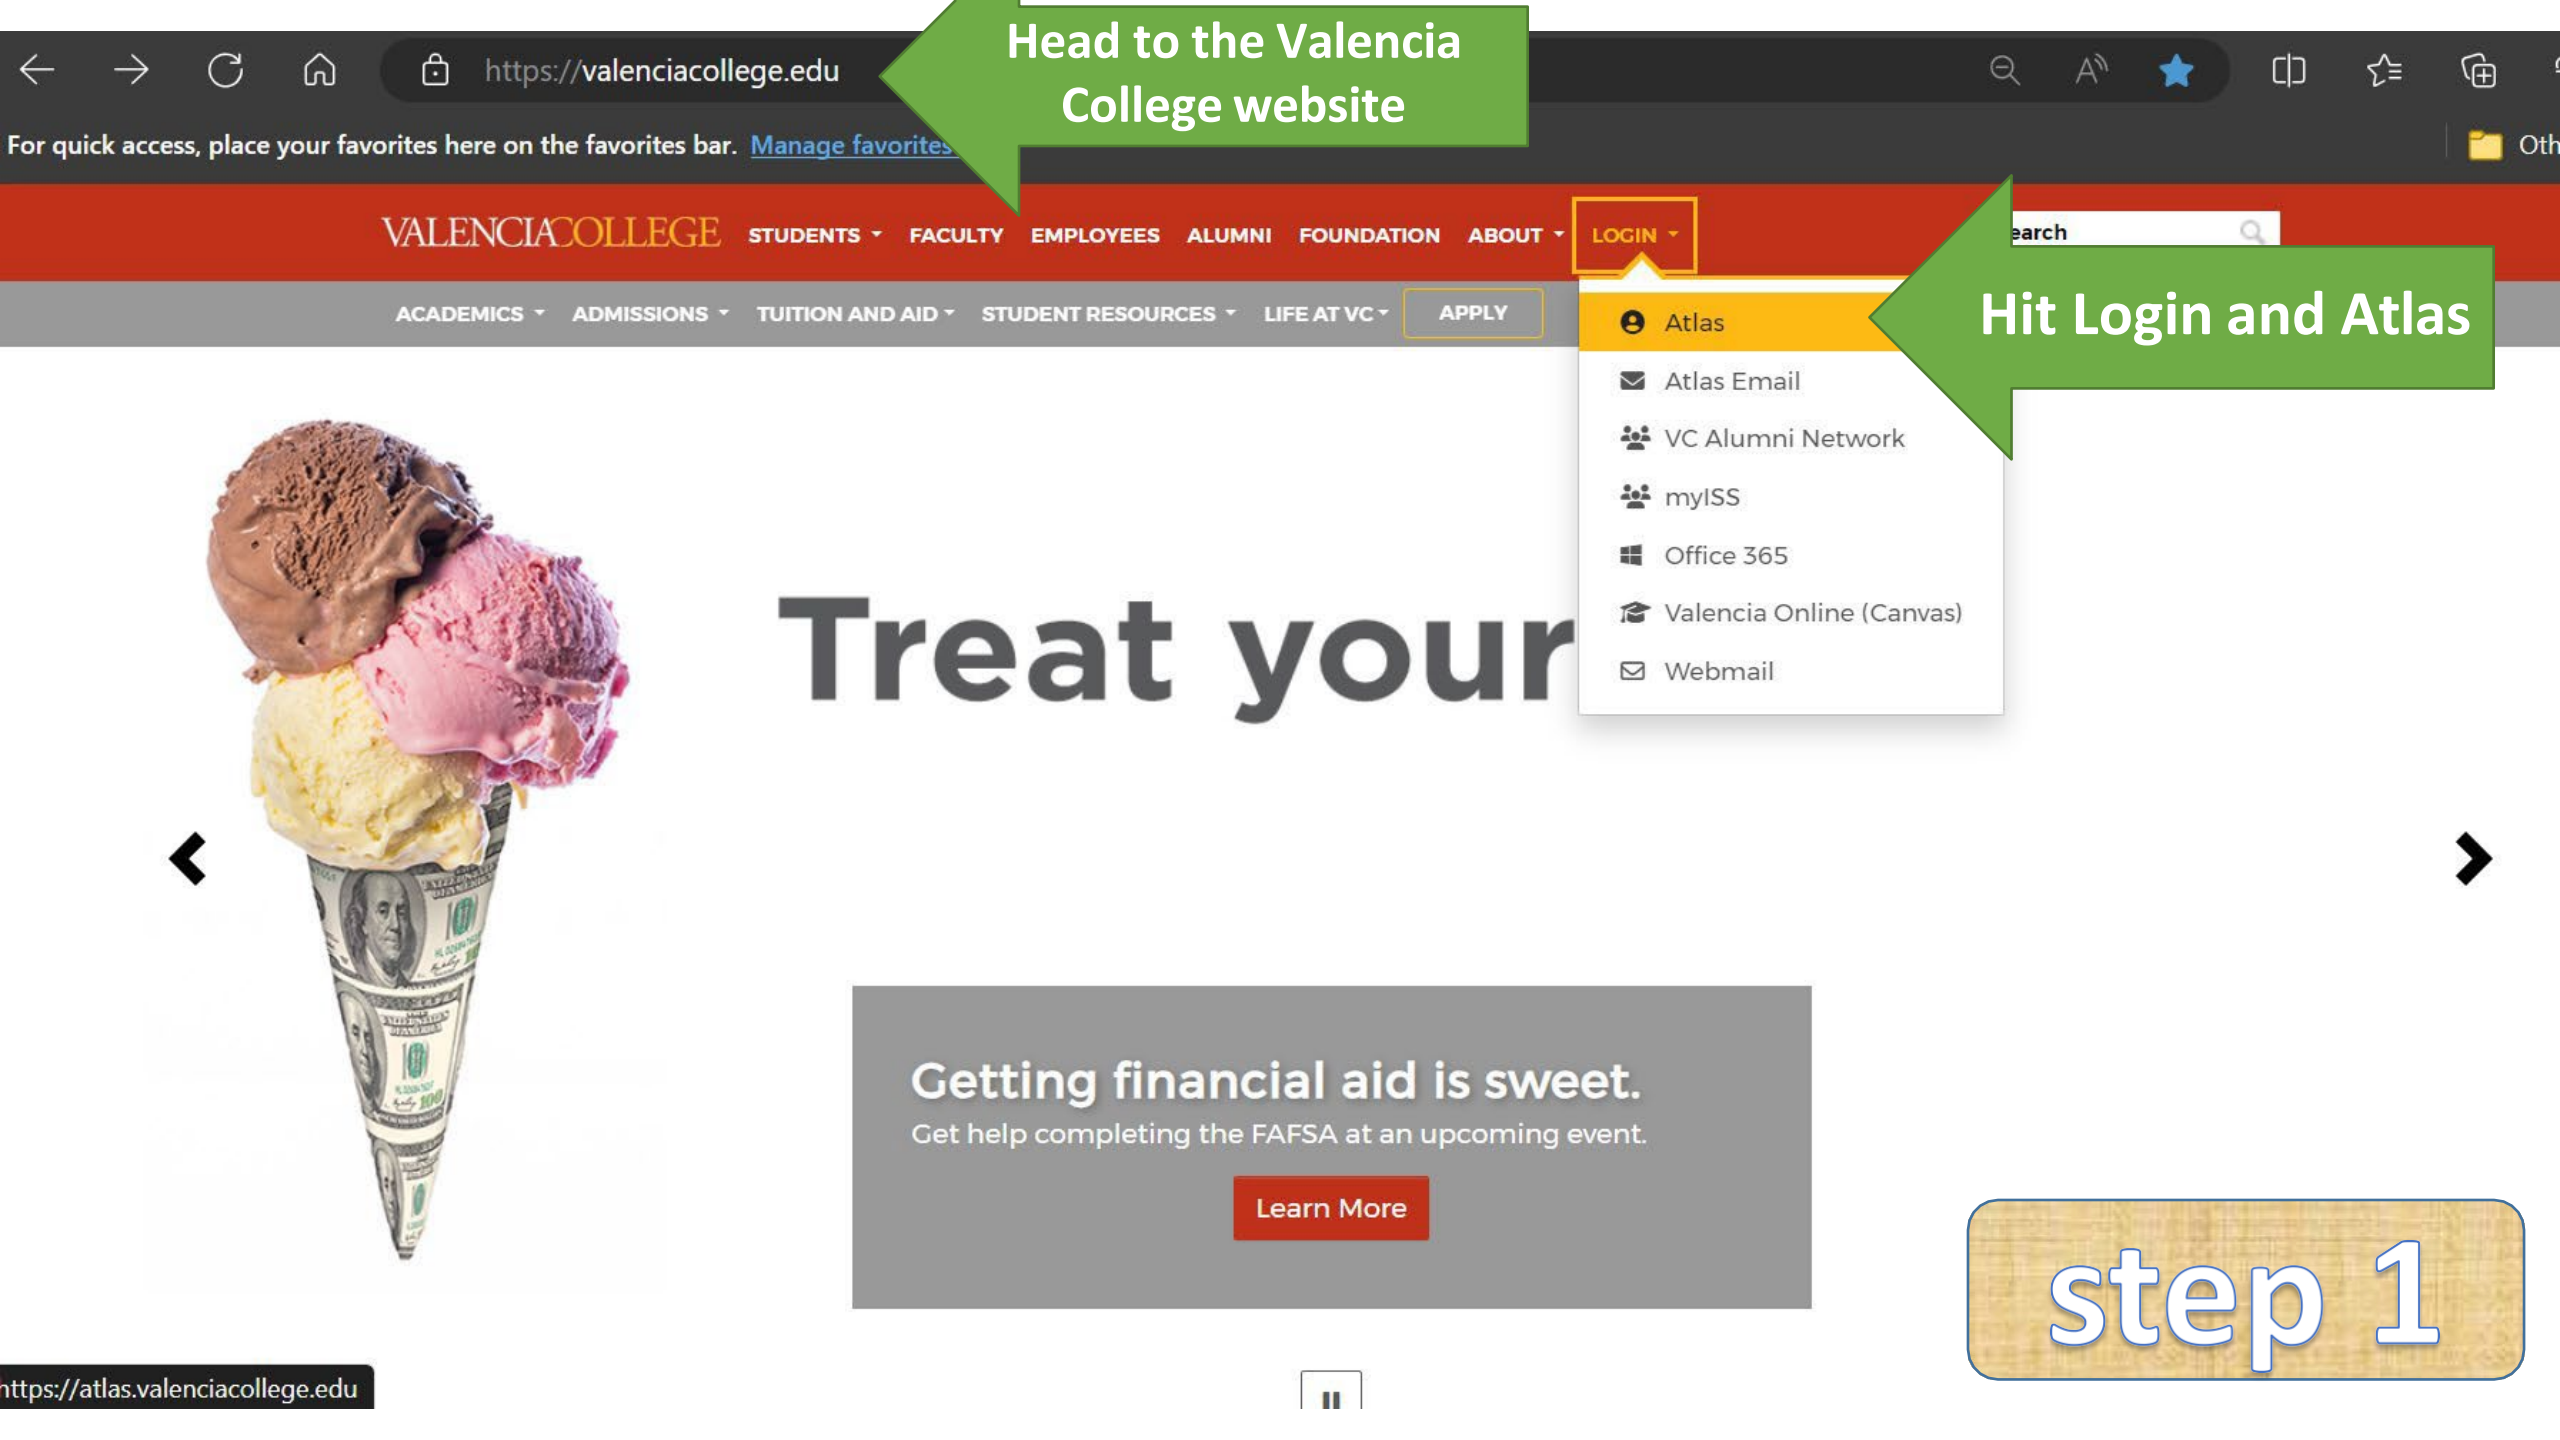 Head to the Valencia
College website
https://valenciacollege.edu
For quick access, place your favorites here on the favorites bar. Manage favorites
VALENCIACOLLEGE STUDENTS FACULTY EMPLOYEES ALUMNI FOUNDATION ABOUT LOGIN
ACADEMICS ADMISSIONS TUITION AND AID STUDENT RESOURCES LIFE AT VC APPLY
Hit Login and Atlas
Atlas
Atlas Email
VC Alumni Network
myISS
Office 365
Valencia Online (Canvas)
Webmail
Treat your
Getting financial aid is sweet.
Get help completing the FAFSA at an upcoming event.
Learn More
step 1
https://atlas.valenciacollege.edu